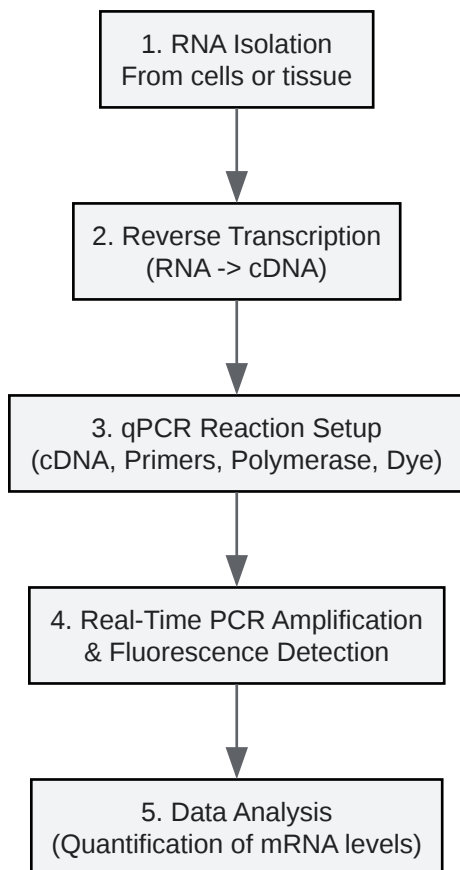 1. RNA Isolation
From cells or tissue
2. Reverse Transcription
(RNA -> cDNA)
3. qPCR Reaction Setup
(cDNA, Primers, Polymerase, Dye)
4. Real-Time PCR Amplification
& Fluorescence Detection
5. Data Analysis
(Quantification of mRNA levels)